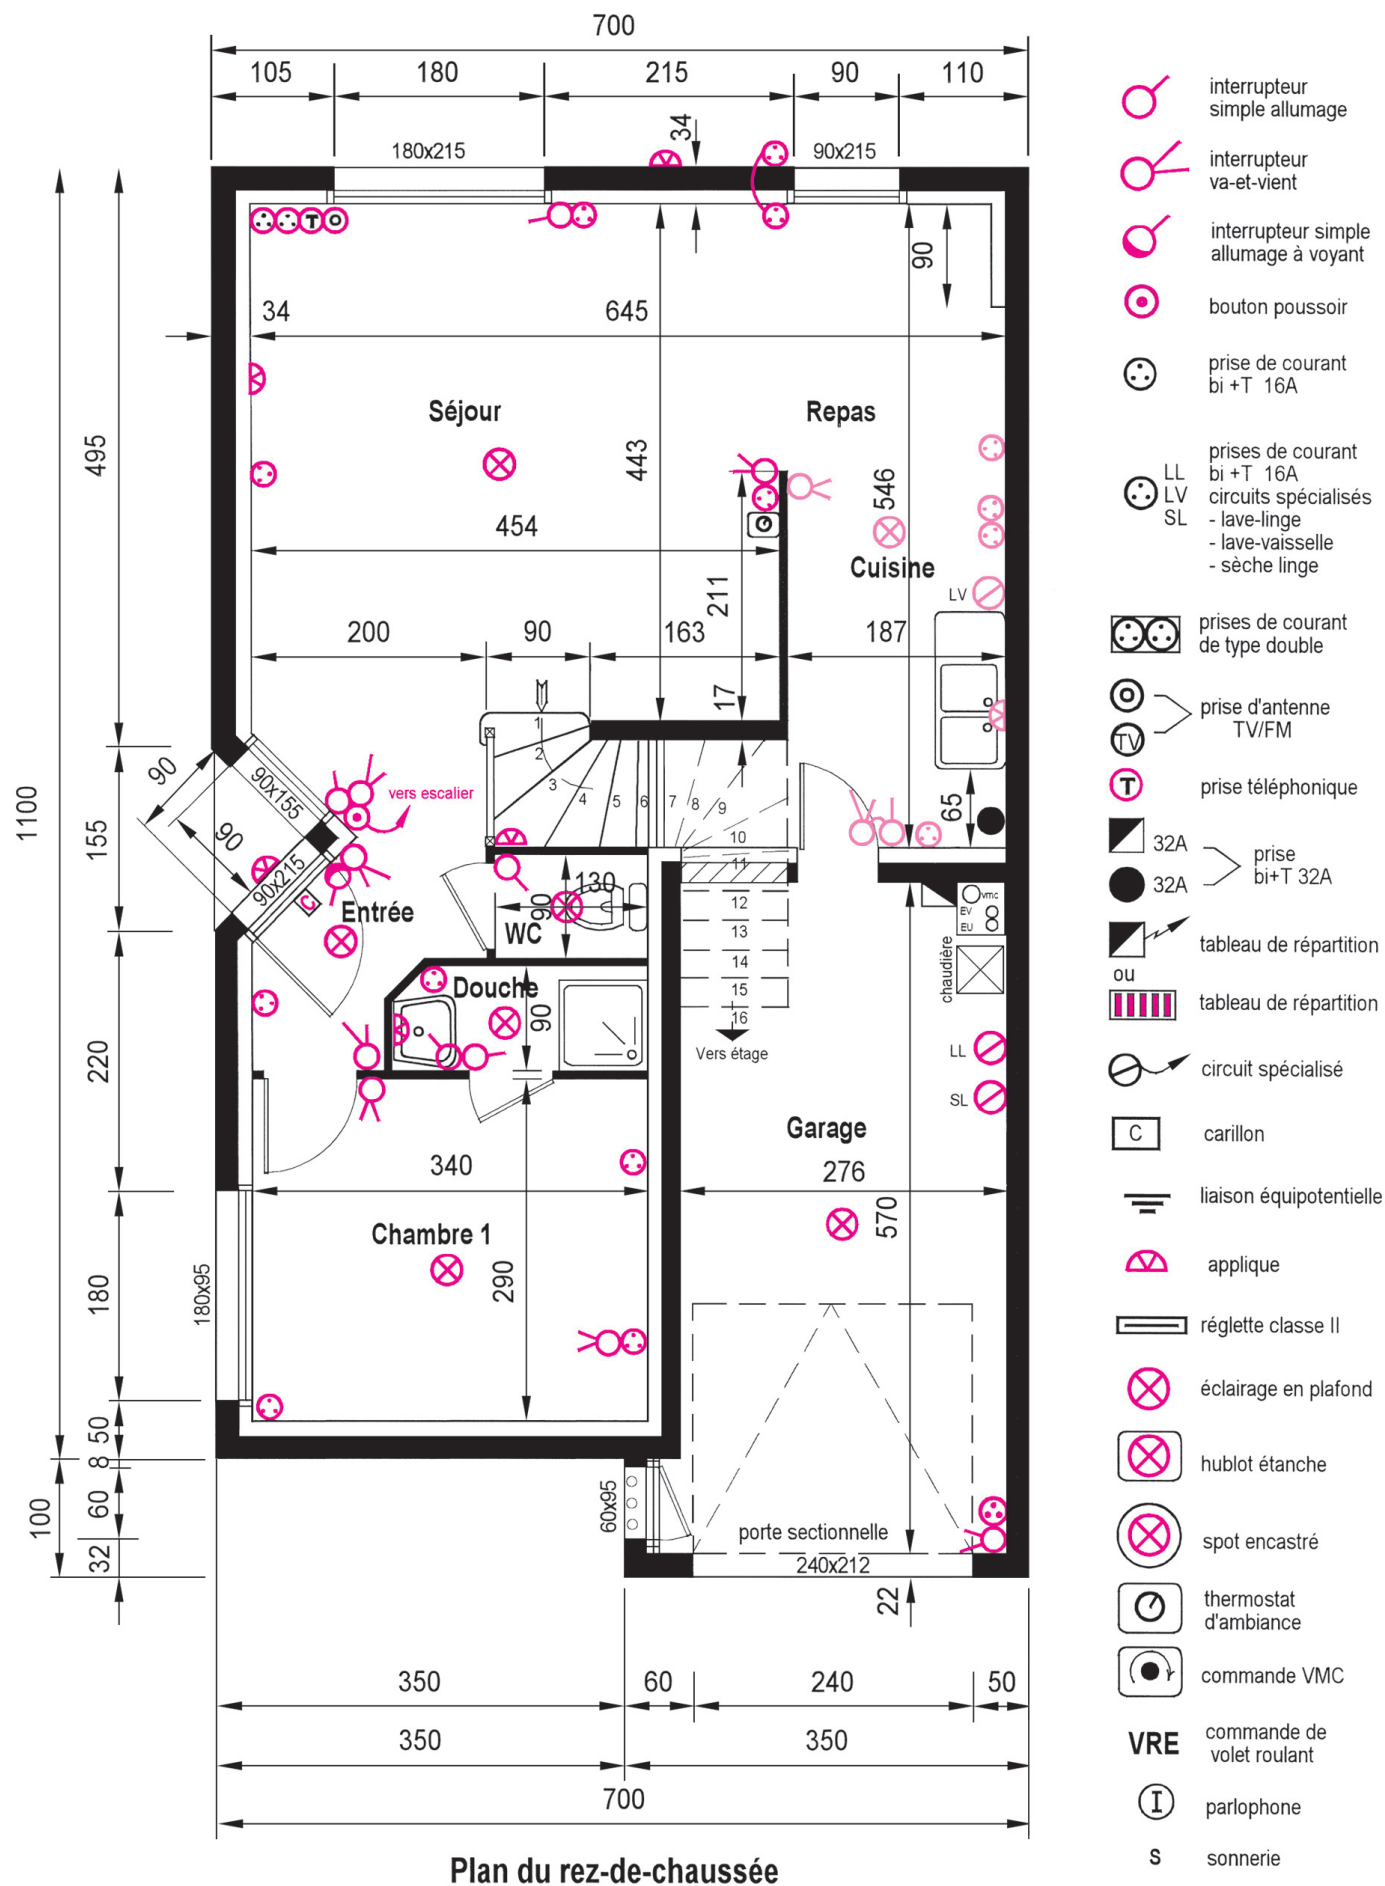 700
105
180
215
90
110
34
180x215
90x215
T
34
645
90
Séjour
Repas
443
546
454
Cuisine
LV
211
200
90
163
187
17
495
1100
155
220
180
50
8
60
32
100
90
90
90x155
90x215
vers escalier
C
Entrée
1
2
3
4
5
6
7
8
9
10
11
12
13
14
15
16
Vers étage
65
130
90
WC
Douche
90
vmc
EV
EU
chaudière
LL
SL
Garage
276
570
340
Chambre 1
290
180x95
60x95
porte sectionnelle
240x212
22
350
60
240
50
350
350
700
Plan du rez-de-chaussée
interrupteur
simple allumage
interrupteur
va-et-vient
interrupteur simple
allumage à voyant
bouton poussoir
prise de courant
bi +T 16A
prises de courant
LL bi +T 16A
LV circuits spécialisés
SL - lave-linge
- lave-vaisselle
- sèche linge
prises de courant
de type double
prise d'antenne
TV TV/FM
T prise téléphonique
32A prise
32A bi+T 32A
tableau de répartition
ou
tableau de répartition
circuit spécialisé
C carillon
liaison équipotentielle
applique
réglette classe II
éclairage en plafond
hublot étanche
spot encastré
thermostat
d'ambiance
commande VMC
VRE commande de
volet roulant
I parlophone
S sonnerie